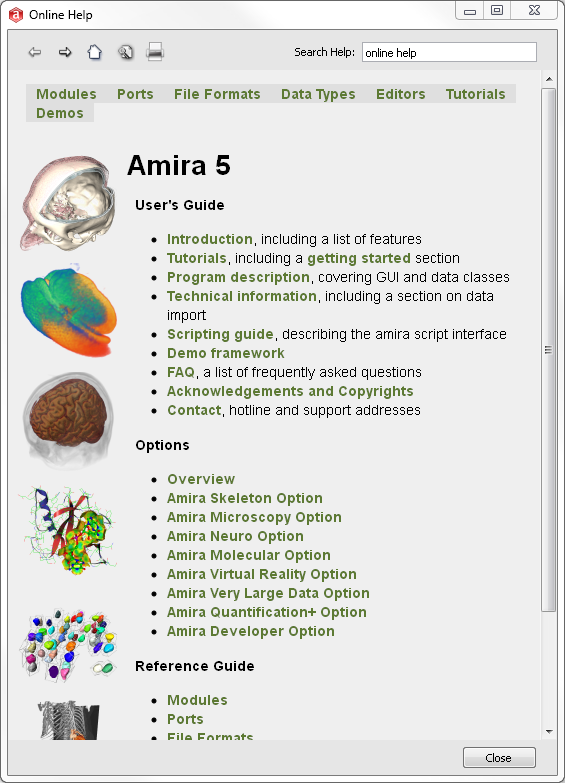 Online Help
Search Help: online help
Modules Ports File Formats Data Types Editors Tutorials
Demos
Amira 5
User's Guide
Introduction, including a list of features
Tutorials, including a getting started section
Program description, covering GUI and data classes
Technical information, including a section on data
import
Scripting guide, describing the amira script interface
Demo framework
FAQ, a list of frequently asked questions
Acknowledgements and Copyrights
Contact, hotline and support addresses
Options
Overview
Amira Skeleton Option
Amira Microscopy Option
Amira Neuro Option
Amira Molecular Option
Amira Virtual Reality Option
Amira Very Large Data Option
Amira Quantification+ Option
Amira Developer Option
Reference Guide
Modules
Ports
File Formats
Close